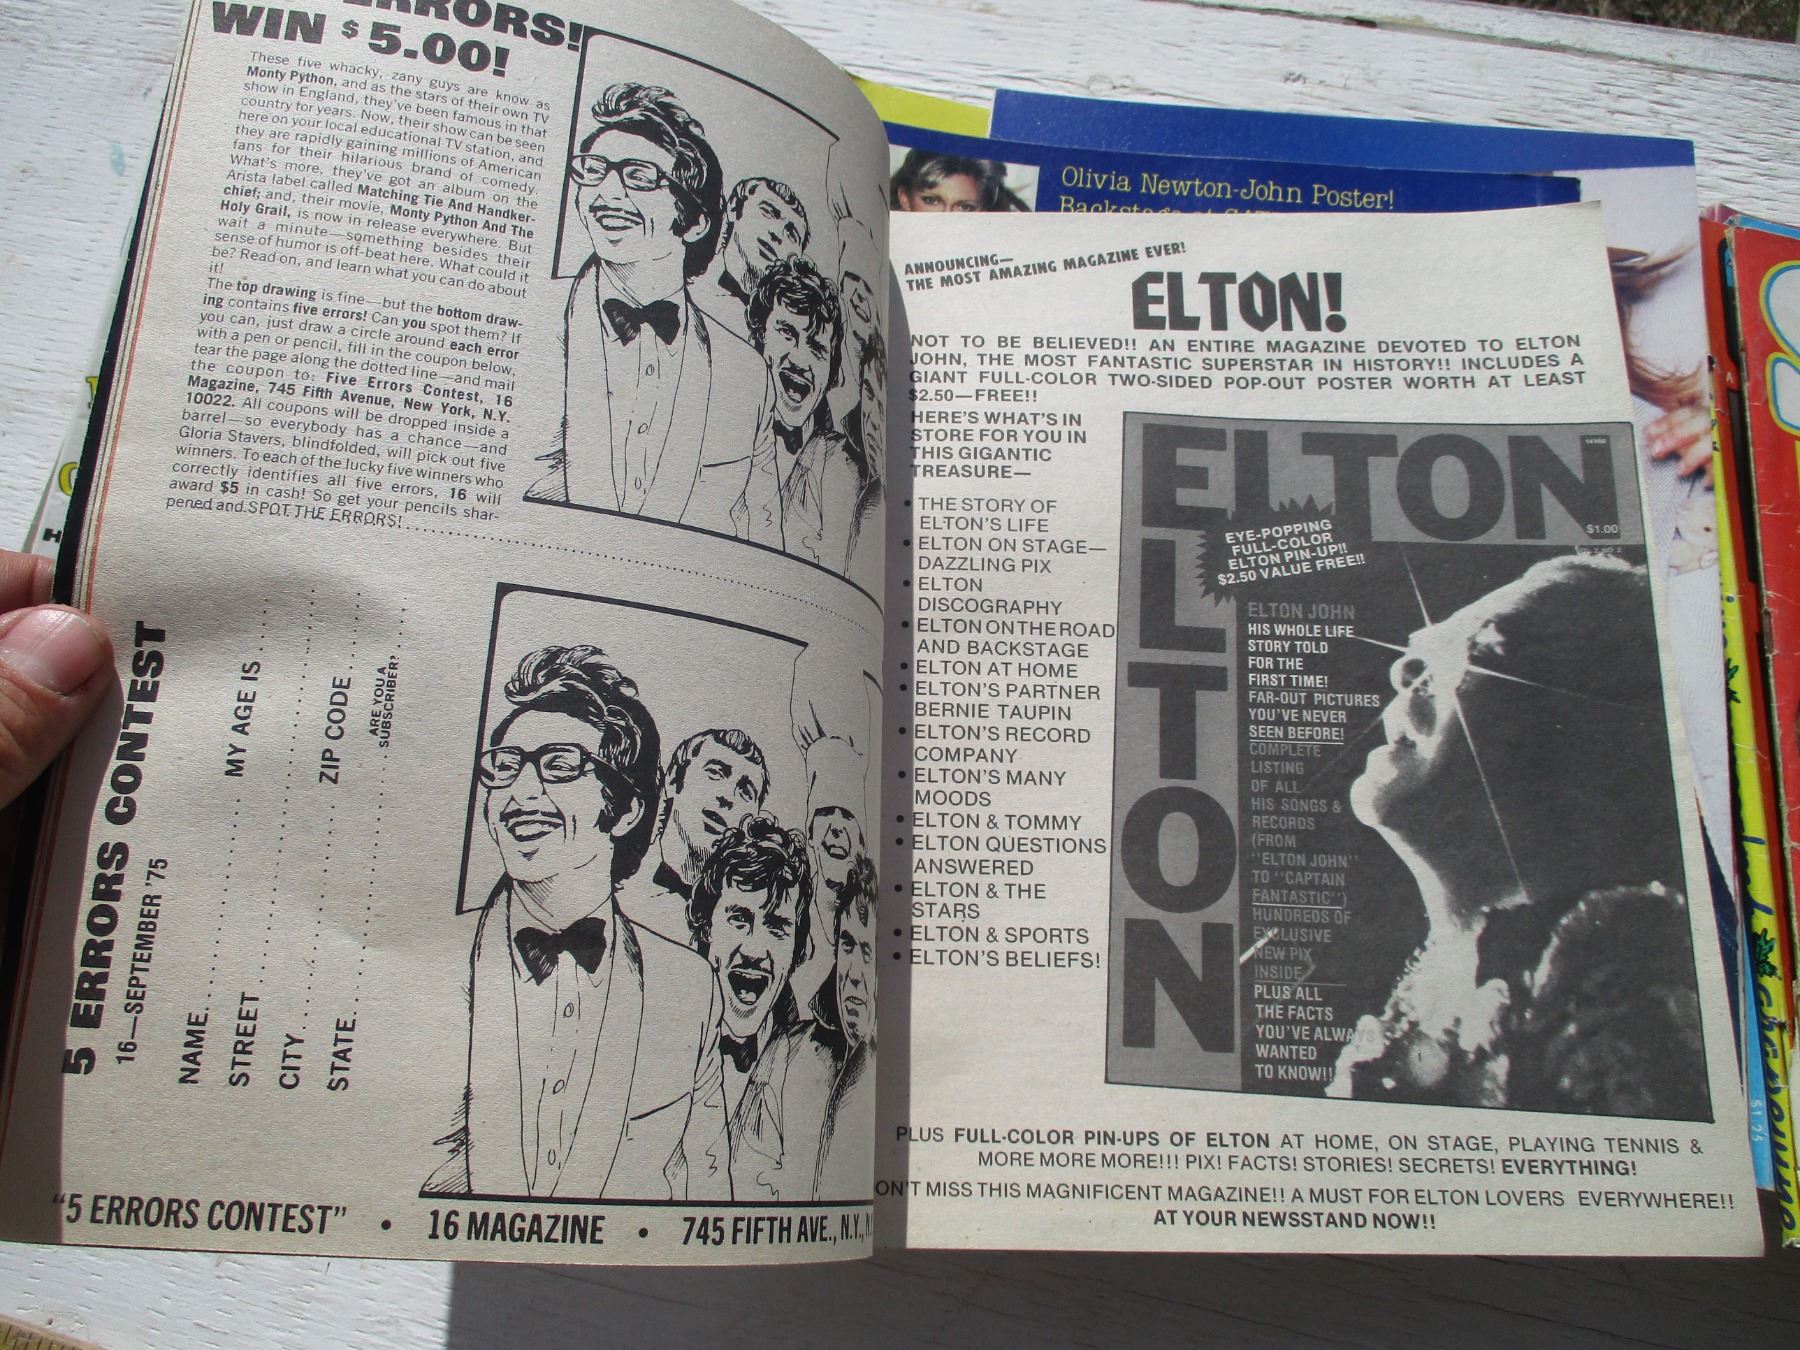 ERRORS!
WIN $5.00!
These five whacky, zany guys are know as
Monty Python, and as the stars of their own TV
show in England, they've been famous in that
country for years. Now, their show can be seen
here on your local educational TV station, and
they are rapidly gaining millions of American
fans for their hilarious brand of comedy.
What's more, they've got an album on the
Arista label called Matching Tie And Handker-
chief; and, their movie, Monty Python And The
Holy Grail, is now in release everywhere. But
wait a minute—something besides their
sense of humor is off-beat here. What could it
be? Read on, and learn what you can do about
it!
The top drawing is fine—but the bottom draw-
ing contains five errors! Can you spot them? If
you can, just draw a circle around each error
with a pen or pencil, fill in the coupon below,
tear the page along the dotted line—and mail
the coupon to: Five Errors Contest, 16
Magazine, 745 Fifth Avenue, New York, N.Y.
10022. All coupons will be dropped inside a
barrel—so everybody has a chance—and
Gloria Stavers, blindfolded, will pick out five
winners. To each of the lucky five winners who
correctly identifies all five errors, 16 will
award $5 in cash! So get your pencils shar-
pened and SPOT THE ERRORS!
5 ERRORS CONTEST
16—SEPTEMBER '75
NAME
STREET MY AGE IS
CITY
STATE ZIP CODE
ARE YOU A
SUBSCRIBER?
"5 ERRORS CONTEST" • 16 MAGAZINE • 745 FIFTH AVE., N.Y.,
Olivia Newton-John Poster!
ANNOUNCING—
THE MOST AMAZING MAGAZINE EVER!
ELTON!
NOT TO BE BELIEVED!! AN ENTIRE MAGAZINE DEVOTED TO ELTON
JOHN, THE MOST FANTASTIC SUPERSTAR IN HISTORY!! INCLUDES A
GIANT FULL-COLOR TWO-SIDED POP-OUT POSTER WORTH AT LEAST
$2.50—FREE!!
HERE'S WHAT'S IN
STORE FOR YOU IN
THIS GIGANTIC
TREASURE—
• THE STORY OF
ELTON'S LIFE
• ELTON ON STAGE—
DAZZLING PIX
• ELTON
DISCOGRAPHY
• ELTON ON THE ROAD
AND BACKSTAGE
• ELTON AT HOME
• ELTON'S PARTNER
BERNIE TAUPIN
• ELTON'S RECORD
COMPANY
• ELTON'S MANY
MOODS
• ELTON & TOMMY
• ELTON QUESTIONS
ANSWERED
• ELTON & THE
STARS
• ELTON & SPORTS
• ELTON'S BELIEFS!
ELTON
ELTON
$1.00
EYE-POPPING
FULL-COLOR
ELTON PIN-UP!!
$2.50 VALUE FREE!!
ELTON JOHN
HIS WHOLE LIFE
STORY TOLD
FOR THE
FIRST TIME!
FAR-OUT PICTURES
YOU'VE NEVER
SEEN BEFORE!
COMPLETE
LISTING
OF ALL
HIS SONGS &
RECORDS
(FROM
"ELTON JOHN"
TO "CAPTAIN
FANTASTIC")
HUNDREDS OF
EXCLUSIVE
NEW PIX
INSIDE
PLUS ALL
THE FACTS
YOU'VE ALWAYS
WANTED
TO KNOW!!
PLUS FULL-COLOR PIN-UPS OF ELTON AT HOME, ON STAGE, PLAYING TENNIS &
MORE MORE MORE!!! PIX! FACTS! STORIES! SECRETS! EVERYTHING!
ON'T MISS THIS MAGNIFICENT MAGAZINE!! A MUST FOR ELTON LOVERS EVERYWHERE!!
AT YOUR NEWSSTAND NOW!!
$1.25